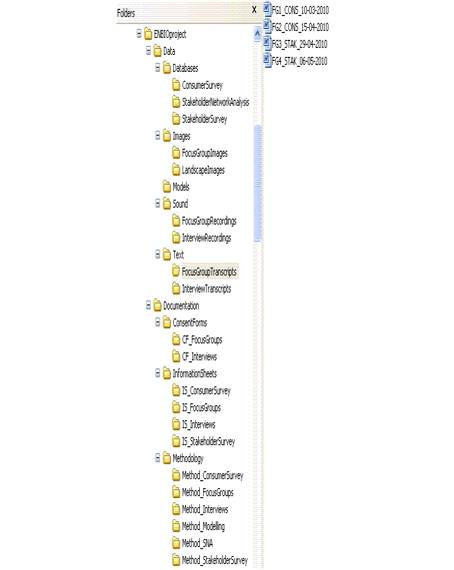 Folders
X
ENBIOproject
Data
Databases
ConsumerSurvey
StakeholderNetworkAnalysis
StakeholderSurvey
Images
FocusGroupImages
LandscapeImages
Models
Sound
FocusGroupRecordings
InterviewRecordings
Text
FocusGroupTranscripts
InterviewTranscripts
Documentation
ConsentForms
CF_FocusGroups
CF_Interviews
InformationSheets
IS_ConsumerSurvey
IS_FocusGroups
IS_Interviews
IS_StakeholderSurvey
Methodology
Method_ConsumerSurvey
Method_FocusGroups
Method_Interviews
Method_Modelling
Method_SNA
Method_StakeholderSurvey
FG1_CONS_10-03-2010
FG2_CONS_15-04-2010
FG3_STAK_29-04-2010
FG4_STAK_06-05-2010